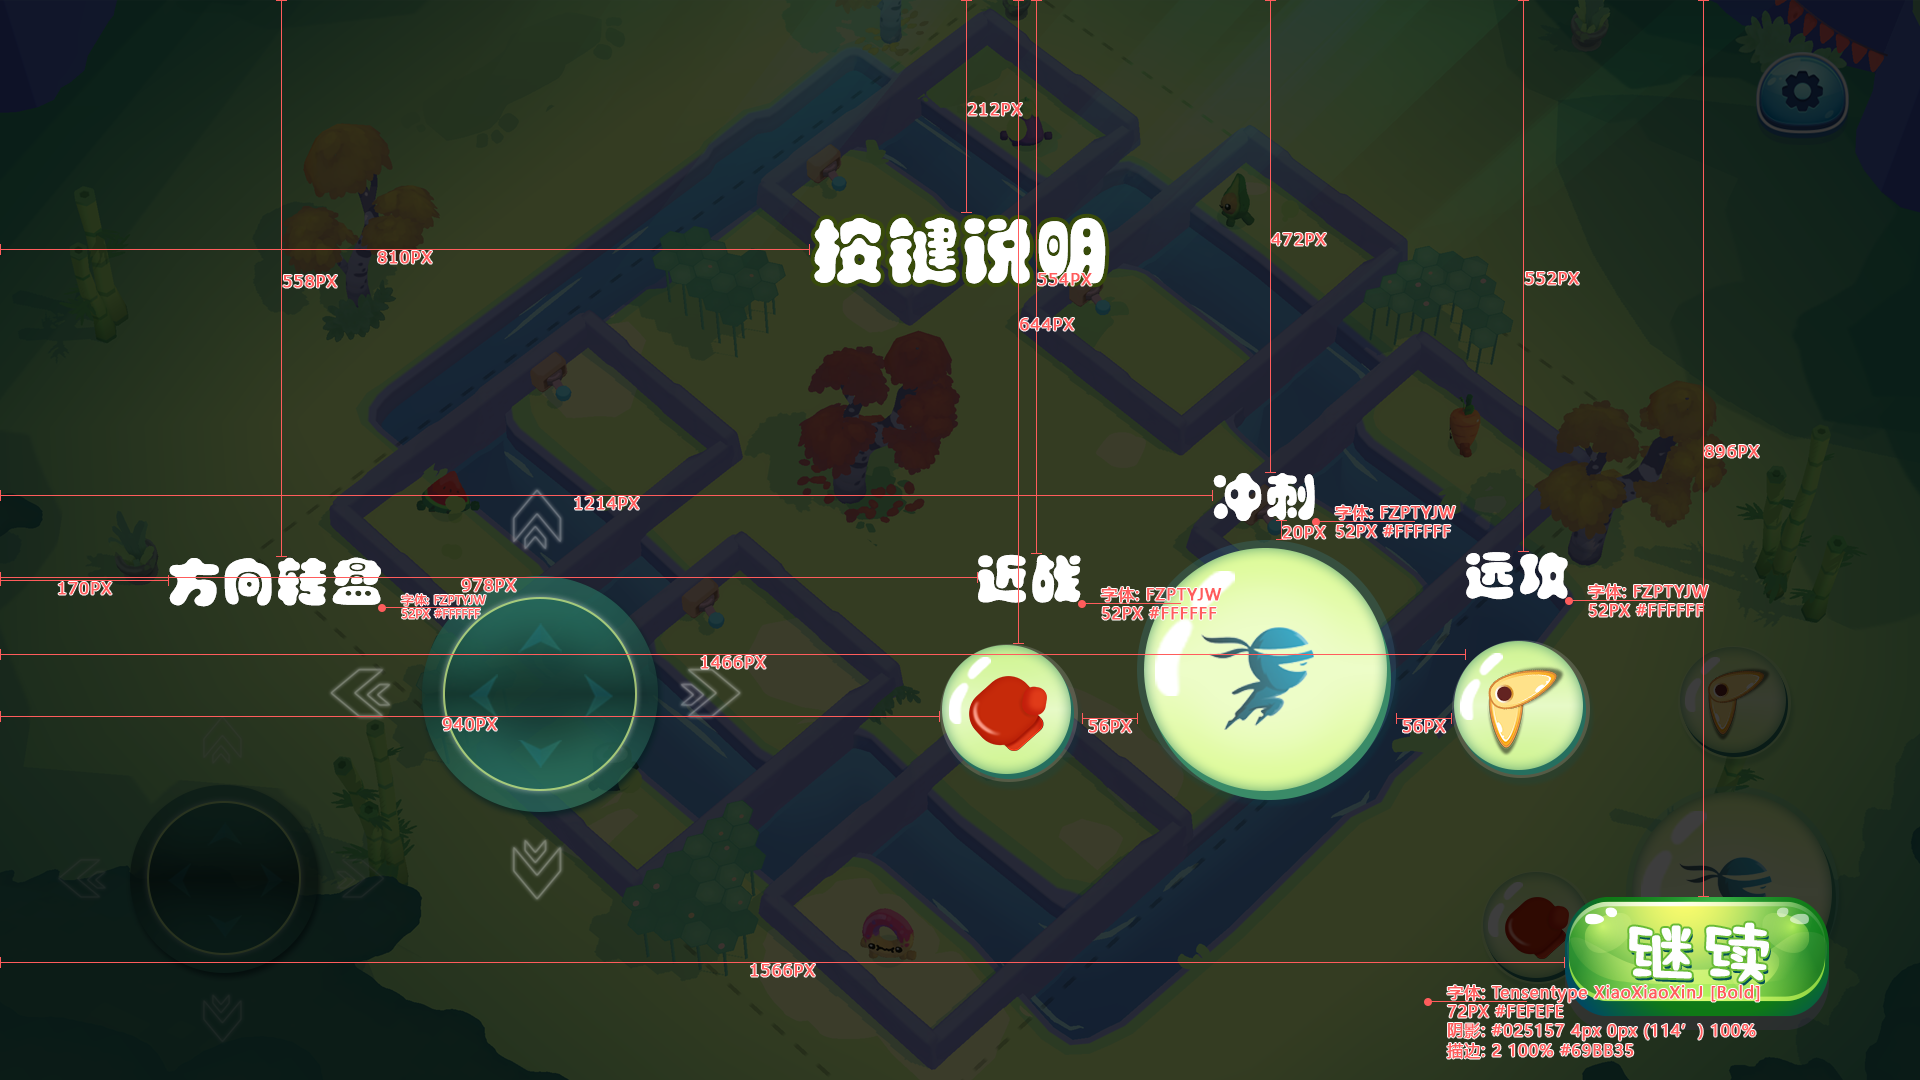 212PX
按键说明
472PX
810PX
558PX
554PX
552PX
644PX
896PX
冲刺
1214PX
字体: FZPTYJW
52PX #FFFFFF
20PX
方向转盘
170PX
978PX
字体: FZPTYJW
52PX #FFFFFF
近战
字体: FZPTYJW
52PX #FFFFFF
远攻
字体: FZPTYJW
52PX #FFFFFF
1466PX
940PX
56PX
56PX
继续
1566PX
字体: Tensentype XiaoXiaoXinJ [Bold]
72PX #FEFEFE
阴影: #025157 4px 0px (114′) 100%
描边: 2 100% #69BB35